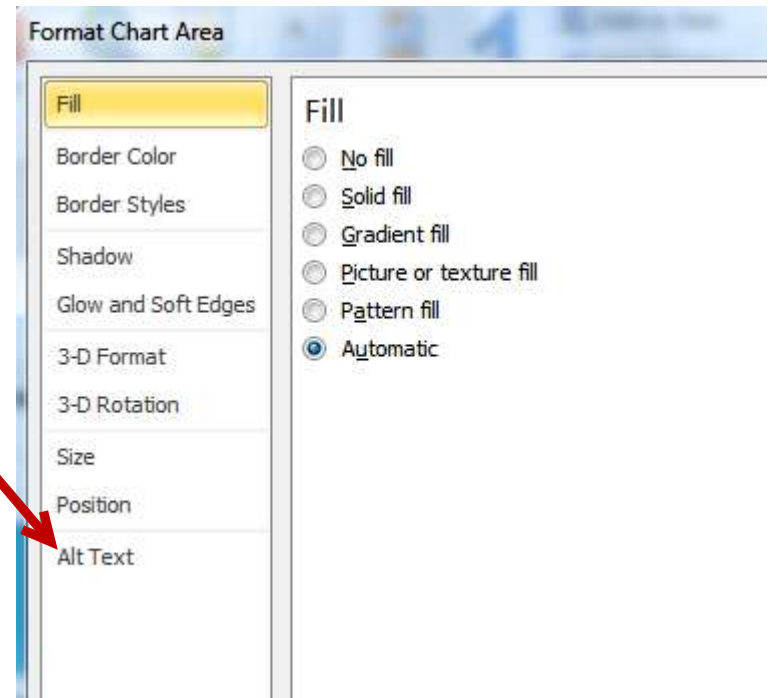 Format Chart Area
Fill
Border Color
Border Styles
Shadow
Glow and Soft Edges
3-D Format
3-D Rotation
Size
Position
Alt Text
Fill
No fill
Solid fill
Gradient fill
Picture or texture fill
Pattern fill
Automatic